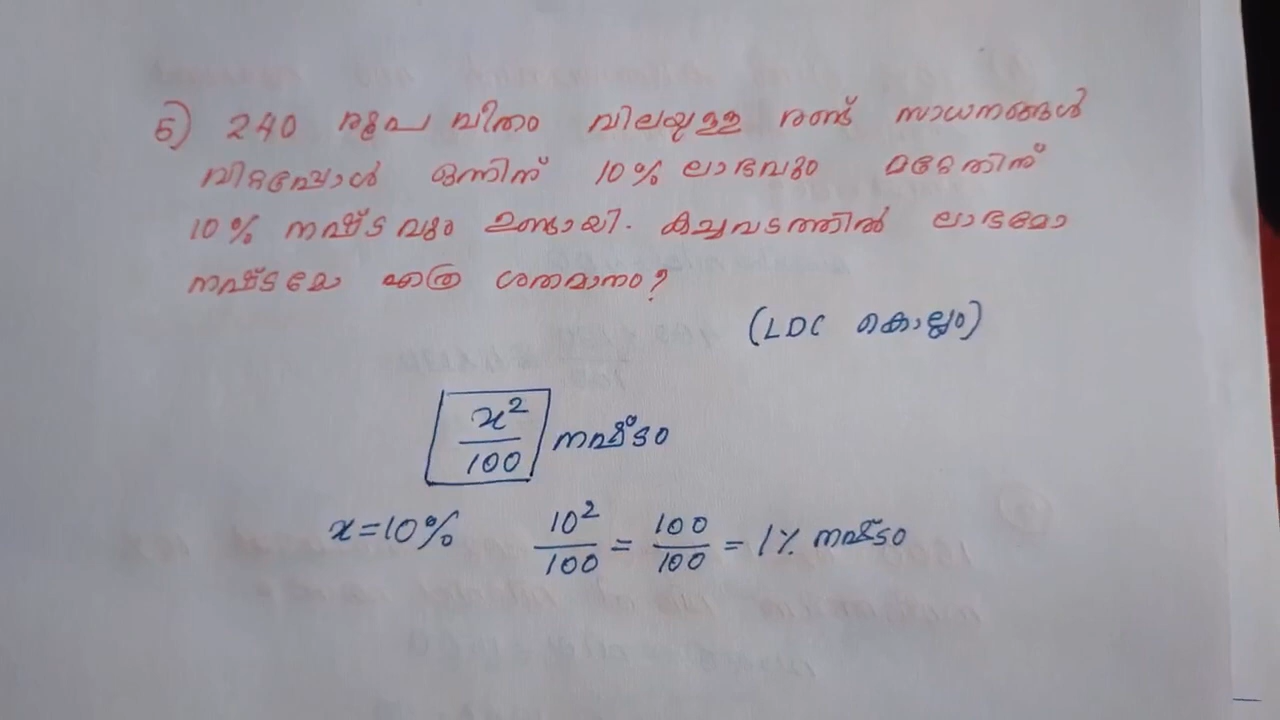 5) 240 രൂപ വീതം വിലയുള്ള രണ്ട് സാധനങ്ങൾ
വിറ്റപ്പോൾ ഒന്നിന് 10% ലാഭവും മറ്റേതിന്
10% നഷ്ടവും ഉണ്ടായി. കച്ചവടത്തിൽ ലാഭമോ
നഷ്ടമോ എത്ര ശതമാനം?
(LDC കൊല്ലം)
x²/100 നഷ്ടം
x=10% 10²/100 = 100/100 = 1% നഷ്ടം